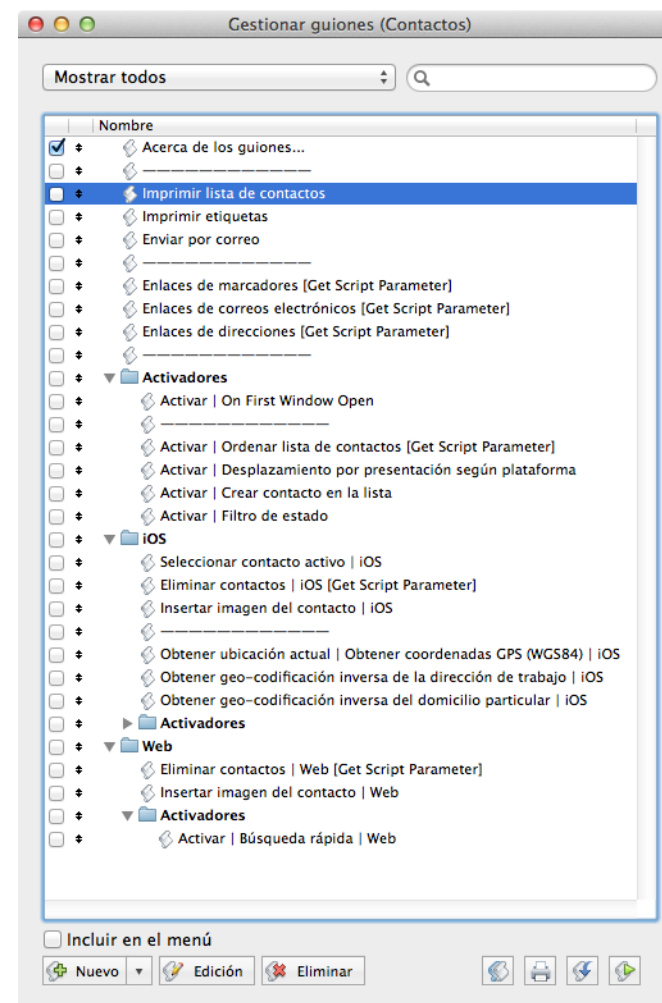 Gestionar guiones (Contactos)
Mostrar todos
Nombre
Acerca de los guiones...
————————————
Imprimir lista de contactos
Imprimir etiquetas
Enviar por correo
————————————
Enlaces de marcadores [Get Script Parameter]
Enlaces de correos electrónicos [Get Script Parameter]
Enlaces de direcciones [Get Script Parameter]
————————————
Activadores
Activar | On First Window Open
————————————
Activar | Ordenar lista de contactos [Get Script Parameter]
Activar | Desplazamiento por presentación según plataforma
Activar | Crear contacto en la lista
Activar | Filtro de estado
iOS
Seleccionar contacto activo | iOS
Eliminar contactos | iOS [Get Script Parameter]
Insertar imagen del contacto | iOS
————————————
Obtener ubicación actual | Obtener coordenadas GPS (WGS84) | iOS
Obtener geo-codificación inversa de la dirección de trabajo | iOS
Obtener geo-codificación inversa del domicilio particular | iOS
Activadores
Web
Eliminar contactos | Web [Get Script Parameter]
Insertar imagen del contacto | Web
Activadores
Activar | Búsqueda rápida | Web
Incluir en el menú
Nuevo Edición Eliminar